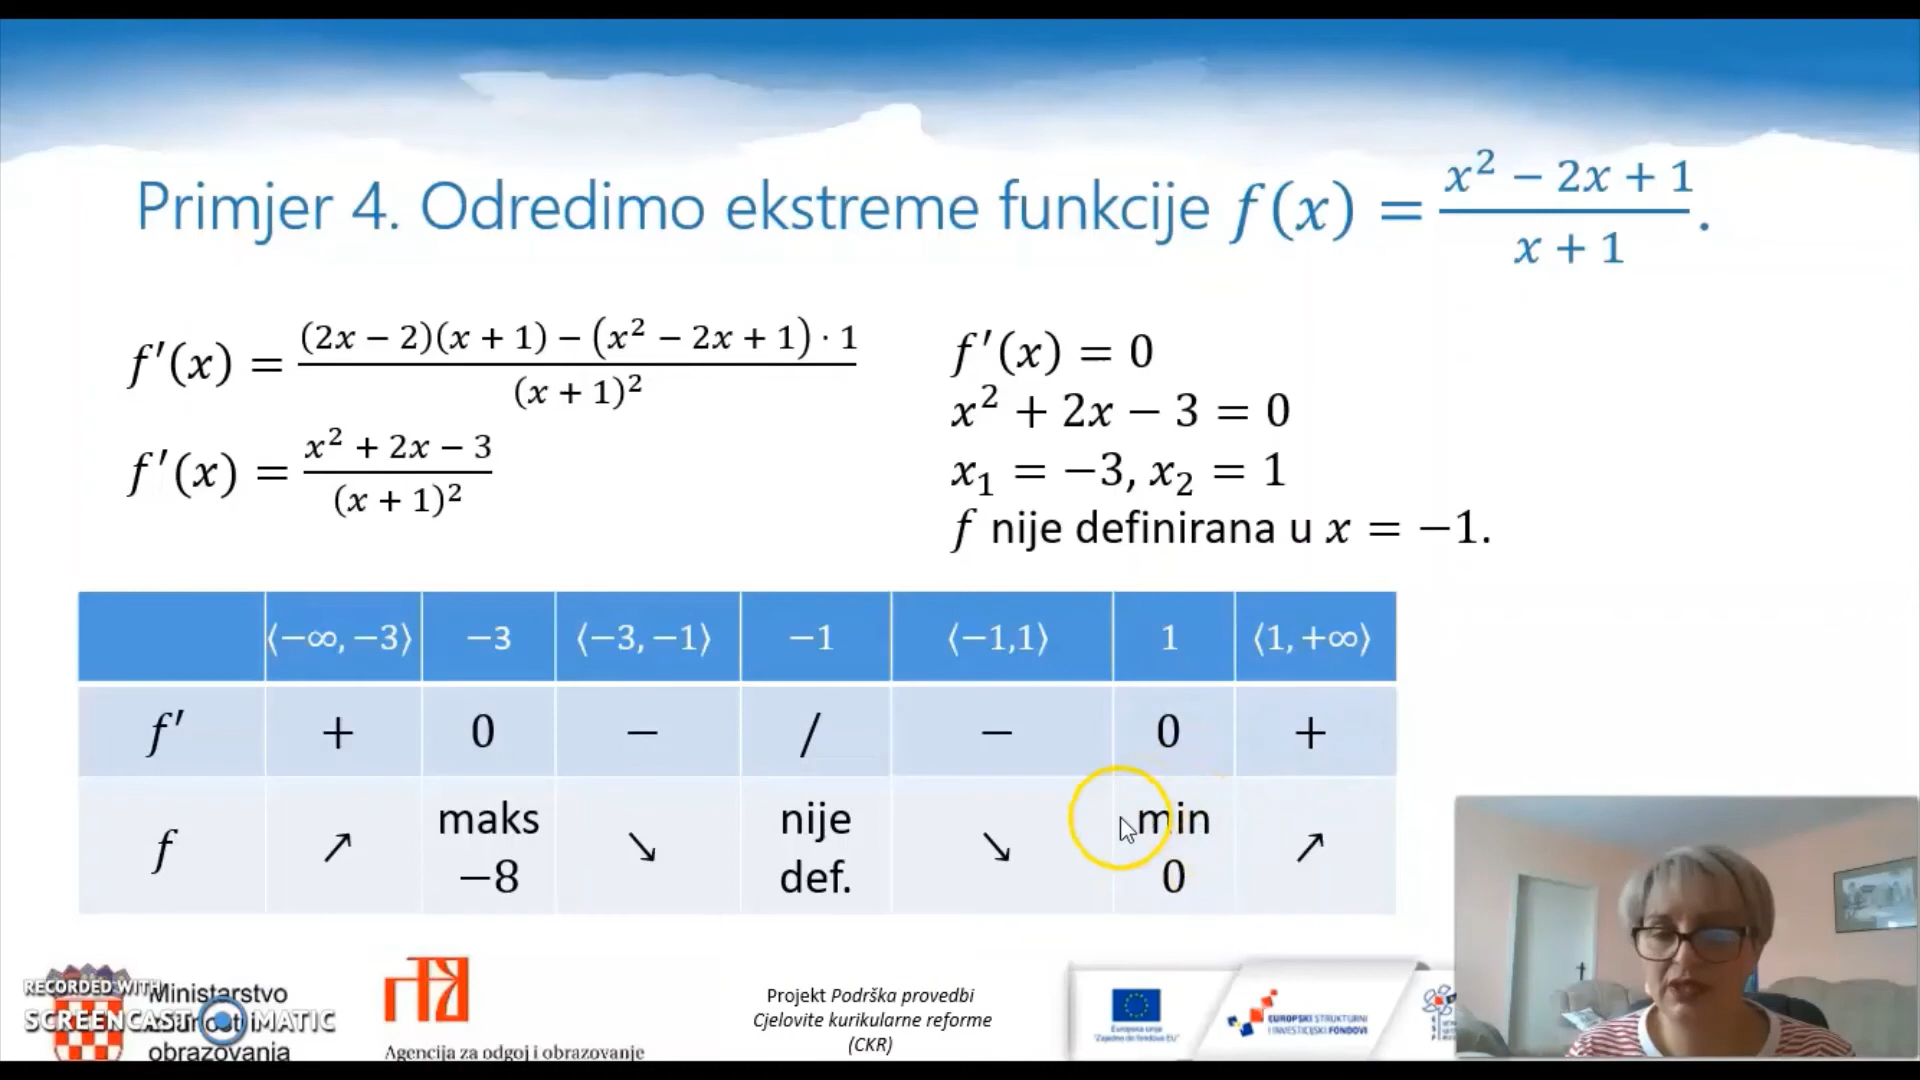 Primjer 4. Odredimo ekstreme funkcije f(x) = (x² − 2x + 1)/(x + 1).
f′(x) = ((2x − 2)(x + 1) − (x² − 2x + 1) · 1)/(x + 1)²
f′(x) = (x² + 2x − 3)/(x + 1)²
f′(x) = 0
x² + 2x − 3 = 0
x₁ = −3, x₂ = 1
f nije definirana u x = −1.
⟨−∞, −3⟩ −3 ⟨−3, −1⟩ −1 ⟨−1,1⟩ 1 ⟨1, +∞⟩
f′ + 0 − / − 0 +
f ↗ maks −8 ↘ nije def. ↘ min 0 ↗
RECORDED WITH
SCREENCAST MATIC
Ministarstvo
obrazovanja
Agencija za odgoj i obrazovanje
Projekt Podrška provedbi
Cjelovite kurikularne reforme
(CKR)
Europska unija
"Zajedno do fondova EU"
EUROPSKI STRUKTURNI
I INVESTICIJSKI FONDOVI